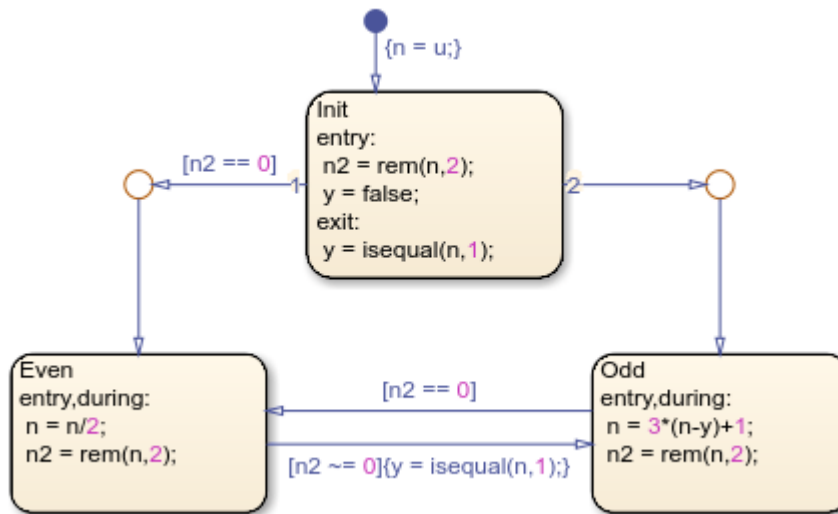 {n = u;}
Init
entry:
n2 = rem(n,2);
y = false;
exit:
y = isequal(n,1);
[n2 == 0]
1
2
Even
entry,during:
n = n/2;
n2 = rem(n,2);
[n2 == 0]
[n2 ~= 0]{y = isequal(n,1);}
Odd
entry,during:
n = 3*(n-y)+1;
n2 = rem(n,2);